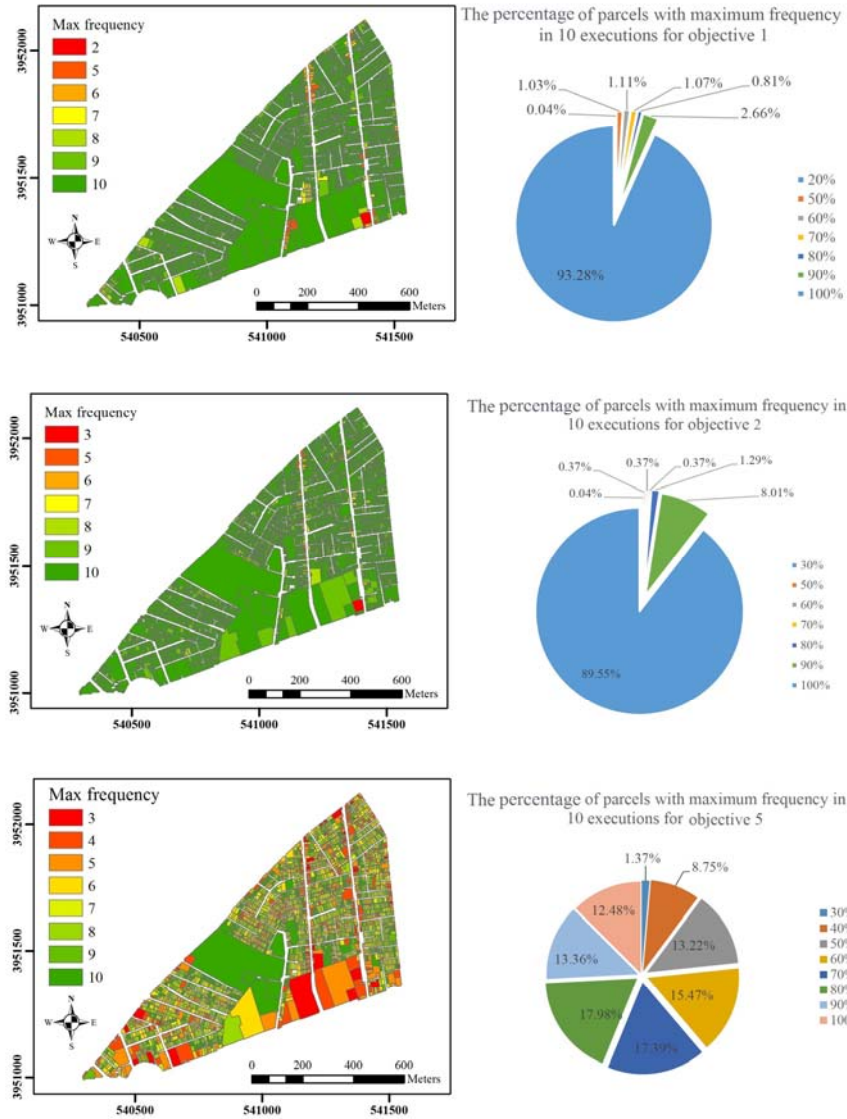 Max frequency
2
5
6
7
8
9
10
3952000
3951500
3951000
N
W E
S
0 200 400 600
Meters
540500 541000 541500
The percentage of parcels with maximum frequency
in 10 executions for objective 1
1.03% 1.11% 1.07% 0.81%
0.04% 2.66%
93.28%
20%
50%
60%
70%
80%
90%
100%
Max frequency
3
5
6
7
8
9
10
3952000
3951500
3951000
N
W E
S
0 200 400 600
Meters
540500 541000 541500
The percentage of parcels with maximum frequency in
10 executions for objective 2
0.37% 0.37% 0.37% 1.29%
0.04% 8.01%
89.55%
30%
50%
60%
70%
80%
90%
100%
Max frequency
3
4
5
6
7
8
9
10
3952000
3951500
3951000
N
W E
S
0 200 400 600
Meters
540500 541000 541500
The percentage of parcels with maximum frequency in
10 executions for objective 5
1.37%
8.75%
12.48%
13.22%
13.36%
15.47%
17.98%
17.39%
30%
40%
50%
60%
70%
80%
90%
100